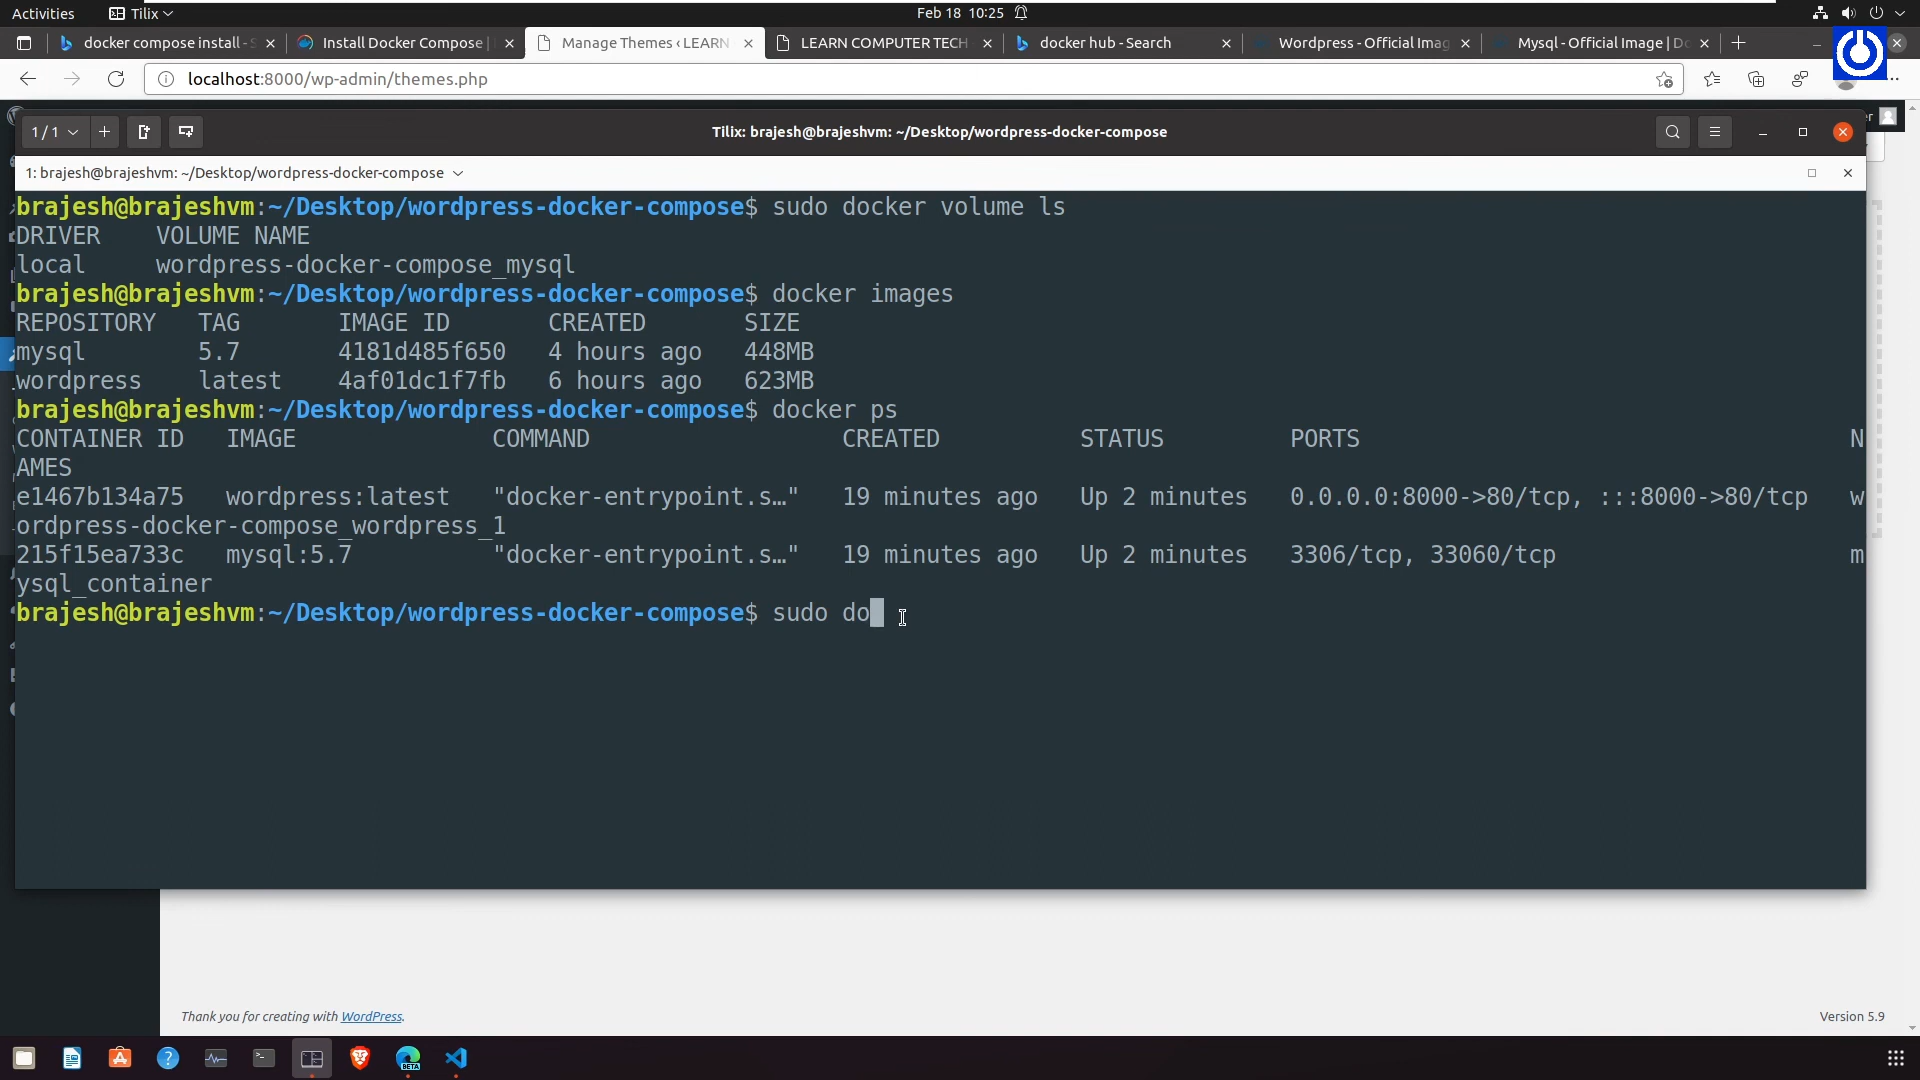 Activities Tilix Feb 18 10:25
docker compose install - S Install Docker Compose | Manage Themes ‹ LEARN LEARN COMPUTER TECH docker hub - Search Wordpress - Official Imag Mysql - Official Image | Do
localhost:8000/wp-admin/themes.php
1 / 1 Tilix: brajesh@brajeshvm: ~/Desktop/wordpress-docker-compose
1: brajesh@brajeshvm: ~/Desktop/wordpress-docker-compose
brajesh@brajeshvm:~/Desktop/wordpress-docker-compose$ sudo docker volume ls
DRIVER VOLUME NAME
local wordpress-docker-compose_mysql
brajesh@brajeshvm:~/Desktop/wordpress-docker-compose$ docker images
REPOSITORY TAG IMAGE ID CREATED SIZE
mysql 5.7 4181d485f650 4 hours ago 448MB
wordpress latest 4af01dc1f7fb 6 hours ago 623MB
brajesh@brajeshvm:~/Desktop/wordpress-docker-compose$ docker ps
CONTAINER ID IMAGE COMMAND CREATED STATUS PORTS N
AMES
e1467b134a75 wordpress:latest "docker-entrypoint.s…" 19 minutes ago Up 2 minutes 0.0.0.0:8000->80/tcp, :::8000->80/tcp w
ordpress-docker-compose_wordpress_1
215f15ea733c mysql:5.7 "docker-entrypoint.s…" 19 minutes ago Up 2 minutes 3306/tcp, 33060/tcp m
ysql_container
brajesh@brajeshvm:~/Desktop/wordpress-docker-compose$ sudo do
Thank you for creating with WordPress. Version 5.9
BETA